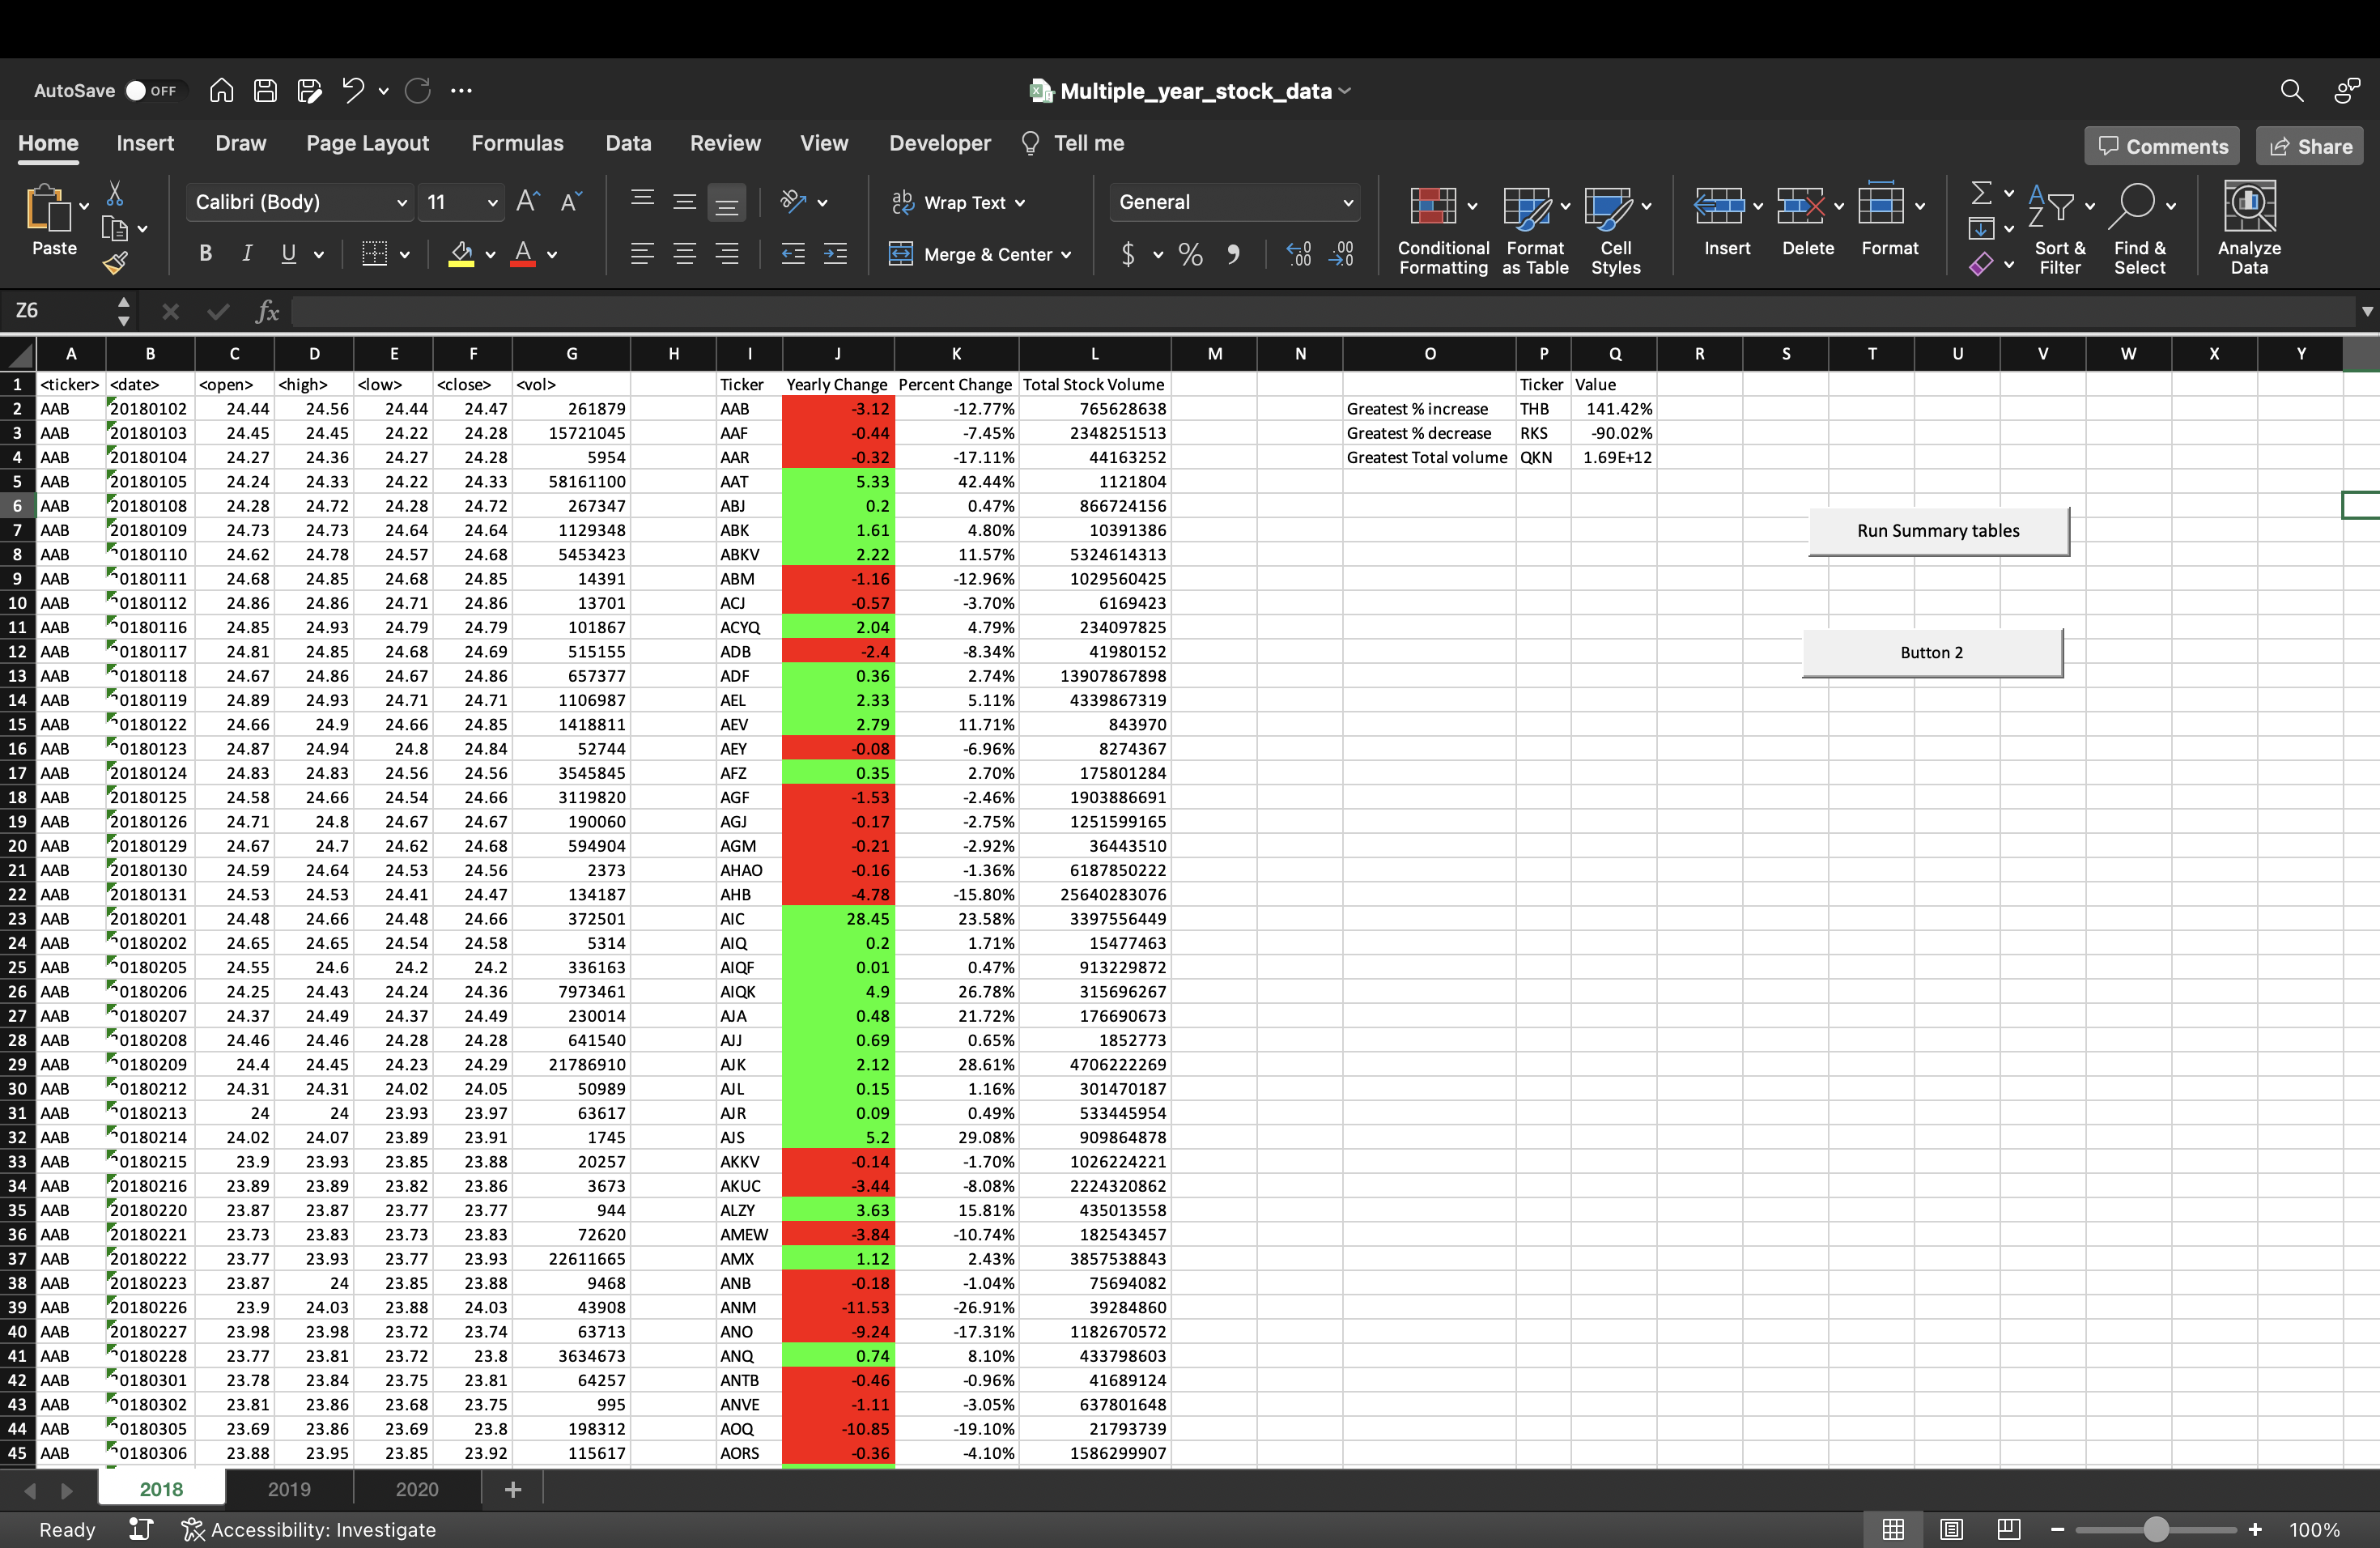 AutoSave OFF Multiple_year_stock_data
Home Insert Draw Page Layout Formulas Data Review View Developer Tell me Comments Share
Paste Calibri (Body) 11 Wrap Text General Conditional Formatting Format as Table Cell Styles Insert Delete Format Sort & Filter Find & Select Analyze Data
B I U Merge & Center $ % 9
Z6 fx
A B C D E F G H I J K L M N O P Q R S T U V W X Y
1 <ticker> <date> <open> <high> <low> <close> <vol> Ticker Yearly Change Percent Change Total Stock Volume Ticker Value
2 AAB 20180102 24.44 24.56 24.44 24.47 261879 AAB -3.12 -12.77% 765628638 Greatest % increase THB 141.42%
3 AAB 20180103 24.45 24.45 24.22 24.28 15721045 AAF -0.44 -7.45% 2348251513 Greatest % decrease RKS -90.02%
4 AAB 20180104 24.27 24.36 24.27 24.28 5954 AAR -0.32 -17.11% 44163252 Greatest Total volume QKN 1.69E+12
5 AAB 20180105 24.24 24.33 24.22 24.33 58161100 AAT 5.33 42.44% 1121804
6 AAB 20180108 24.28 24.72 24.28 24.72 267347 ABJ 0.2 0.47% 866724156
7 AAB 20180109 24.73 24.73 24.64 24.64 1129348 ABK 1.61 4.80% 10391386 Run Summary tables
8 AAB 20180110 24.62 24.78 24.57 24.68 5453423 ABKV 2.22 11.57% 5324614313
9 AAB 20180111 24.68 24.85 24.68 24.85 14391 ABM -1.16 -12.96% 1029560425
10 AAB 20180112 24.86 24.86 24.71 24.86 13701 ACJ -0.57 -3.70% 6169423
11 AAB 20180116 24.85 24.93 24.79 24.79 101867 ACYQ 2.04 4.79% 234097825
12 AAB 20180117 24.81 24.85 24.68 24.69 515155 ADB -2.4 -8.34% 41980152 Button 2
13 AAB 20180118 24.67 24.86 24.67 24.86 657377 ADF 0.36 2.74% 13907867898
14 AAB 20180119 24.89 24.93 24.71 24.71 1106987 AEL 2.33 5.11% 4339867319
15 AAB 20180122 24.66 24.9 24.66 24.85 1418811 AEV 2.79 11.71% 843970
16 AAB 20180123 24.87 24.94 24.8 24.84 52744 AEY -0.08 -6.96% 8274367
17 AAB 20180124 24.83 24.83 24.56 24.56 3545845 AFZ 0.35 2.70% 175801284
18 AAB 20180125 24.58 24.66 24.54 24.66 3119820 AGF -1.53 -2.46% 1903886691
19 AAB 20180126 24.71 24.8 24.67 24.67 190060 AGJ -0.17 -2.75% 1251599165
20 AAB 20180129 24.67 24.7 24.62 24.68 594904 AGM -0.21 -2.92% 36443510
21 AAB 20180130 24.59 24.64 24.53 24.56 2373 AHAO -0.16 -1.36% 6187850222
22 AAB 20180131 24.53 24.53 24.41 24.47 134187 AHB -4.78 -15.80% 25640283076
23 AAB 20180201 24.48 24.66 24.48 24.66 372501 AIC 28.45 23.58% 3397556449
24 AAB 20180202 24.65 24.65 24.54 24.58 5314 AIQ 0.2 1.71% 15477463
25 AAB 20180205 24.55 24.6 24.2 24.2 336163 AIQF 0.01 0.47% 913229872
26 AAB 20180206 24.25 24.43 24.24 24.36 7973461 AIQK 4.9 26.78% 315696267
27 AAB 20180207 24.37 24.49 24.37 24.49 230014 AJA 0.48 21.72% 176690673
28 AAB 20180208 24.46 24.46 24.28 24.28 641540 AJJ 0.69 0.65% 1852773
29 AAB 20180209 24.4 24.45 24.23 24.29 21786910 AJK 2.12 28.61% 4706222269
30 AAB 20180212 24.31 24.31 24.02 24.05 50989 AJL 0.15 1.16% 301470187
31 AAB 20180213 24 24 23.93 23.97 63617 AJR 0.09 0.49% 533445954
32 AAB 20180214 24.02 24.07 23.89 23.91 1745 AJS 5.2 29.08% 909864878
33 AAB 20180215 23.9 23.93 23.85 23.88 20257 AKKV -0.14 -1.70% 1026224221
34 AAB 20180216 23.89 23.89 23.82 23.86 3673 AKUC -3.44 -8.08% 2224320862
35 AAB 20180220 23.87 23.87 23.77 23.77 944 ALZY 3.63 15.81% 435013558
36 AAB 20180221 23.73 23.83 23.73 23.83 72620 AMEW -3.84 -10.74% 182543457
37 AAB 20180222 23.77 23.93 23.77 23.93 22611665 AMX 1.12 2.43% 3857538843
38 AAB 20180223 23.87 24 23.85 23.88 9468 ANB -0.18 -1.04% 75694082
39 AAB 20180226 23.9 24.03 23.88 24.03 43908 ANM -11.53 -26.91% 39284860
40 AAB 20180227 23.98 23.98 23.72 23.74 63713 ANO -9.24 -17.31% 1182670572
41 AAB 20180228 23.77 23.81 23.72 23.8 3634673 ANQ 0.74 8.10% 433798603
42 AAB 20180301 23.78 23.84 23.75 23.81 64257 ANTB -0.46 -0.96% 41689124
43 AAB 20180302 23.81 23.86 23.68 23.75 995 ANVE -1.11 -3.05% 637801648
44 AAB 20180305 23.69 23.86 23.69 23.8 198312 AOQ -10.85 -19.10% 21793739
45 AAB 20180306 23.88 23.95 23.85 23.92 115617 AORS -0.36 -4.10% 1586299907
2018 2019 2020 +
Ready Accessibility: Investigate 100%